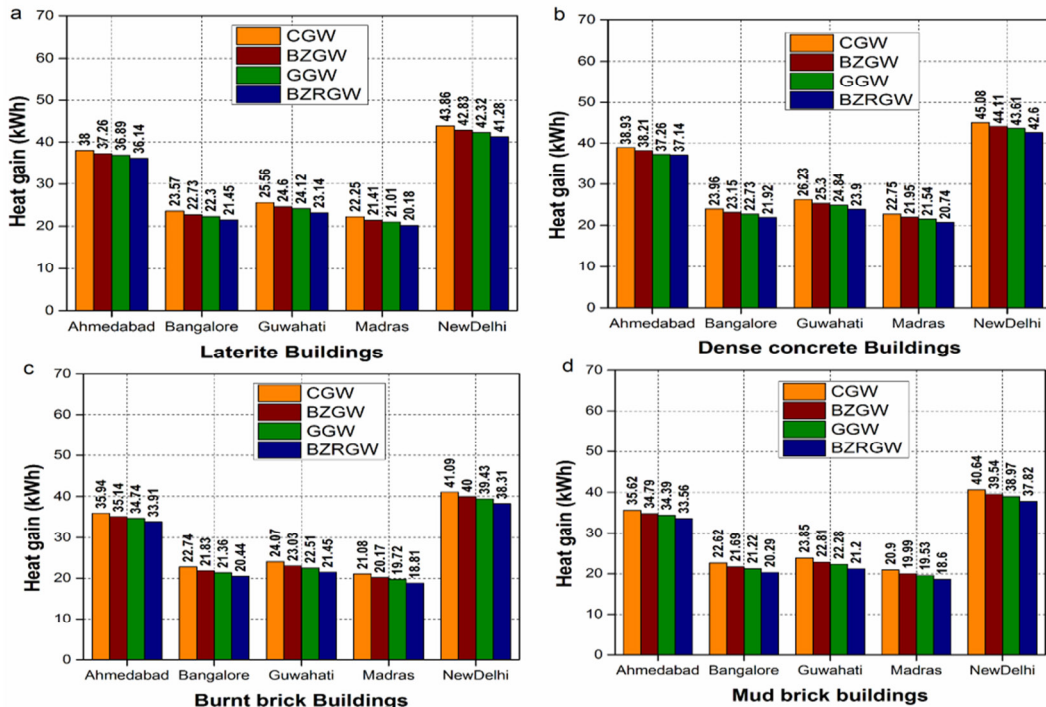 a
Heat gain (kWh)
70
60
50
40
30
20
10
0
CGW
BZGW
GGW
BZRGW
38 37.26 36.89 36.14
23.57 22.73 22.3 21.45
25.56 24.6 24.12 23.14
22.25 21.41 21.01 20.18
43.86 42.83 42.32 41.28
Ahmedabad Bangalore Guwahati Madras NewDelhi
Laterite Buildings
b
Heat gain (kWh)
70
60
50
40
30
20
10
0
CGW
BZGW
GGW
BZRGW
38.93 38.21 37.26 37.14
23.96 23.15 22.73 21.92
26.23 25.3 24.84 23.9
22.75 21.95 21.54 20.74
45.08 44.11 43.61 42.6
Ahmedabad Bangalore Guwahati Madras NewDelhi
Dense concrete Buildings
c
Heat gain (kWh)
70
60
50
40
30
20
10
0
CGW
BZGW
GGW
BZRGW
35.94 35.14 34.74 33.91
22.74 21.83 21.36 20.44
24.07 23.03 22.51 21.45
21.08 20.17 19.72 18.81
41.09 40 39.43 38.31
Ahmedabad Bangalore Guwahati Madras NewDelhi
Burnt brick Buildings
d
Heat gain (kWh)
70
60
50
40
30
20
10
0
CGW
BZGW
GGW
BZRGW
35.62 34.79 34.39 33.56
22.62 21.69 21.22 20.29
23.85 22.81 22.28 21.2
20.9 19.99 19.53 18.6
40.64 39.54 38.97 37.82
Ahmedabad Bangalore Guwahati Madras NewDelhi
Mud brick buildings